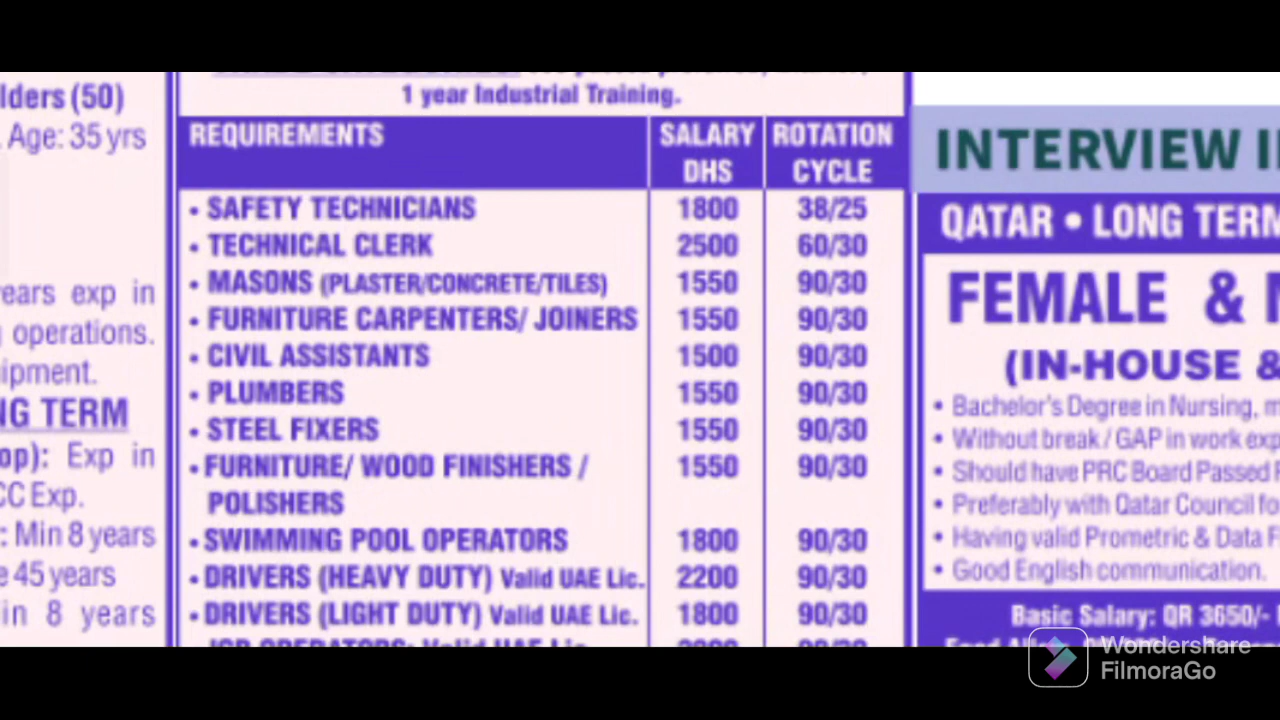 lders (50)
. Age: 35 yrs
ears exp in
operations.
ipment.
NG TERM
op): Exp in
CC Exp.
: Min 8 years
e 45 years
in 8 years
1 year Industrial Training.
REQUIREMENTS SALARY DHS ROTATION CYCLE
• SAFETY TECHNICIANS 1800 38/25
• TECHNICAL CLERK 2500 60/30
• MASONS (PLASTER/CONCRETE/TILES) 1550 90/30
• FURNITURE CARPENTERS/ JOINERS 1550 90/30
• CIVIL ASSISTANTS 1500 90/30
• PLUMBERS 1550 90/30
• STEEL FIXERS 1550 90/30
• FURNITURE/ WOOD FINISHERS / 1550 90/30
POLISHERS
• SWIMMING POOL OPERATORS 1800 90/30
• DRIVERS (HEAVY DUTY) Valid UAE Lic. 2200 90/30
• DRIVERS (LIGHT DUTY) Valid UAE Lic. 1800 90/30
INTERVIEW I
QATAR • LONG TERM
FEMALE &
(IN-HOUSE &
• Bachelor's Degree in Nursing,
• Without break / GAP in work exp
• Should have PRC Board Passed
• Preferably with Qatar Council fo
• Having valid Prometric & Data F
• Good English communication.
Basic Salary: QR 3650/-
Wondershare
FilmoraGo